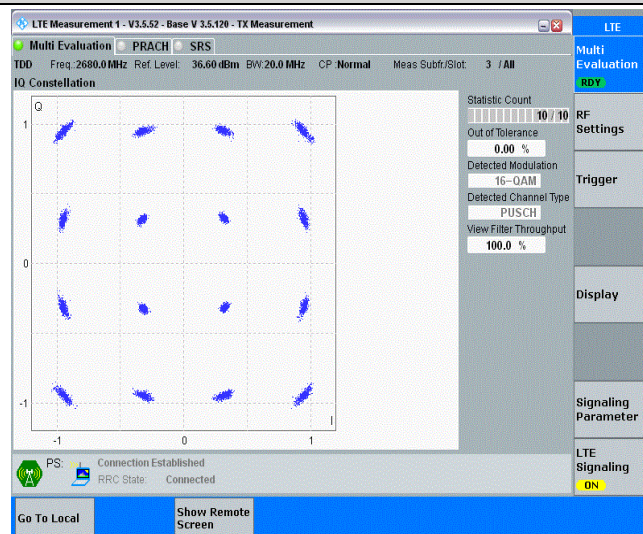 LTE Measurement 1 - V3.5.52 - Base V 3.5.120 - TX Measurement
LTE
Multi Evaluation PRACH SRS
Multi Evaluation
RDY
TDD Freq.:2680.0 MHz Ref. Level: 36.60 dBm BW:20.0 MHz CP :Normal Meas Subfr./Slot: 3 / All
IQ Constellation
Q
1
0
-1
-1 0 1
I
Statistic Count
10 / 10
Out of Tolerance
0.00 %
Detected Modulation
16-QAM
Detected Channel Type
PUSCH
View Filter Throughput
100.0 %
RF
Settings
Trigger
Display
Signaling
Parameter
LTE
Signaling
ON
PS: Connection Established
RRC State: Connected
Go To Local
Show Remote
Screen